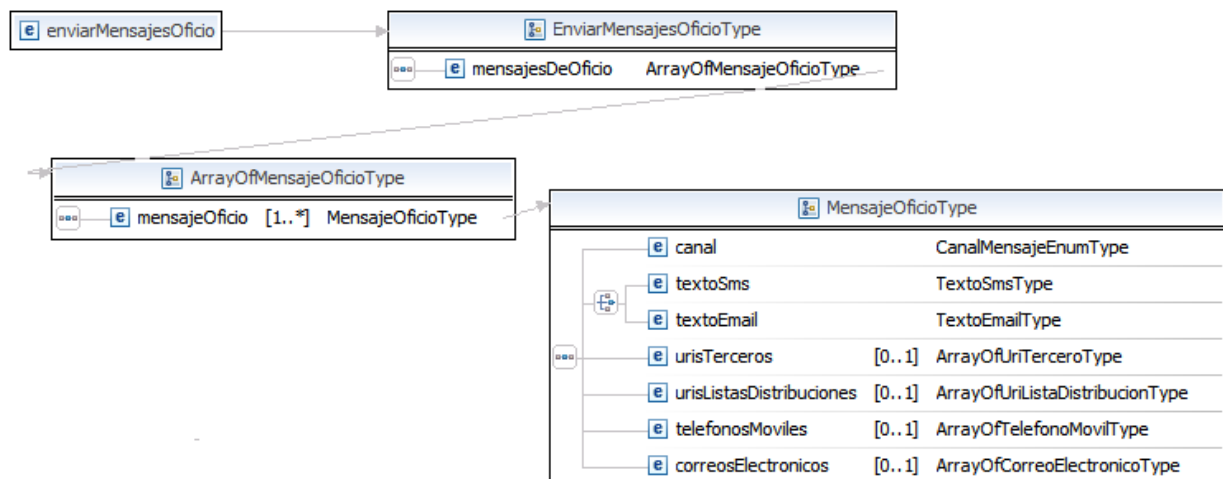 e enviarMensajesOficio
EnviarMensajesOficioType
e mensajesDeOficio ArrayOfMensajeOficioType
ArrayOfMensajeOficioType
e mensajeOficio [1..*] MensajeOficioType
MensajeOficioType
e canal CanalMensajeEnumType
e textoSms TextoSmsType
e textoEmail TextoEmailType
e urisTerceros [0..1] ArrayOfUriTerceroType
e urisListasDistribuciones [0..1] ArrayOfUriListaDistribucionType
e telefonosMoviles [0..1] ArrayOfTelefonoMovilType
e correosElectronicos [0..1] ArrayOfCorreoElectronicoType